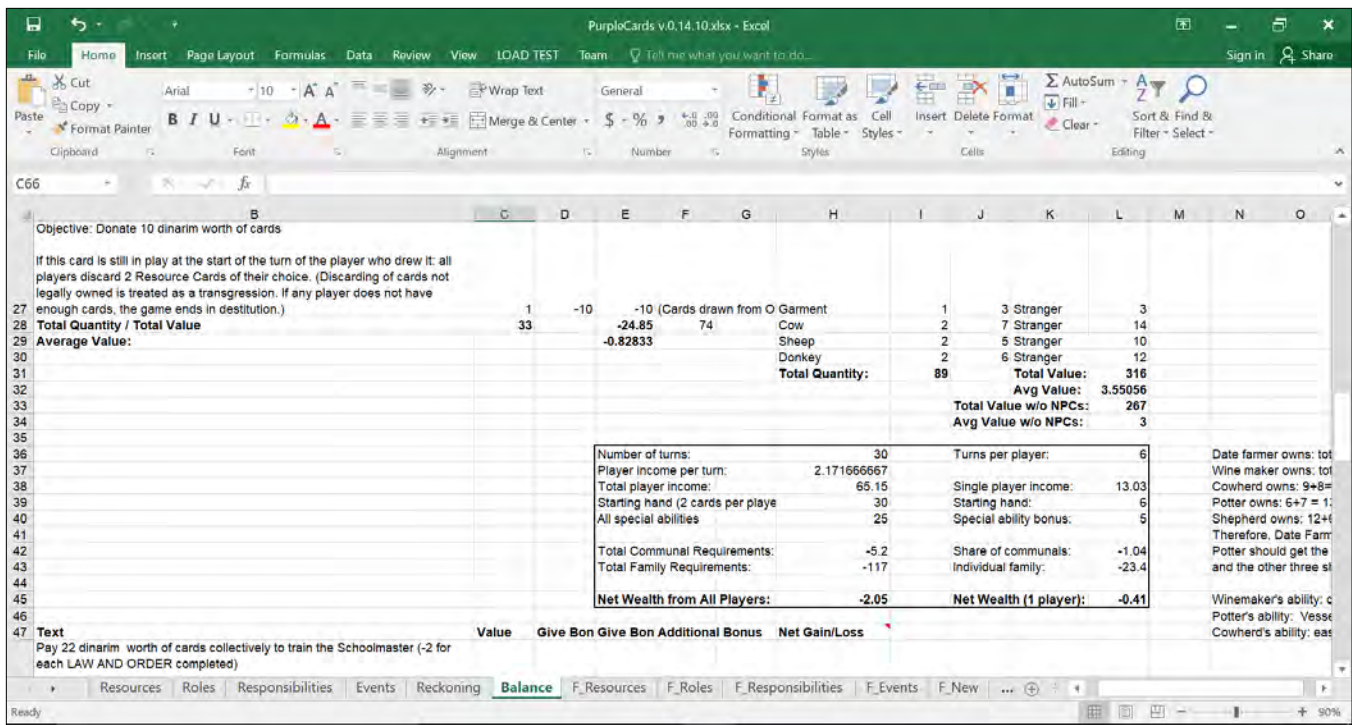 PurpleCards v.0.14.10.xlsx - Excel
File Home Insert Page Layout Formulas Data Review View LOAD TEST Team Tell me what you want to do... Sign in Share
Paste
Cut
Copy
Format Painter
Arial 10
B I U
Wrap Text
Merge & Center
General
$ - % ,
Conditional Formatting
Format as Table
Cell Styles
Insert Delete Format
AutoSum
Fill
Clear
Sort & Filter
Find & Select
Clipboard Font Alignment Number Styles Cells Editing
C66 fx
B C D E F G H I J K L M N O
Objective: Donate 10 dinarim worth of cards
If this card is still in play at the start of the turn of the player who drew it: all
players discard 2 Resource Cards of their choice. (Discarding of cards not
legally owned is treated as a transgression. If any player does not have
27 enough cards, the game ends in destitution.) 1 -10 -10 (Cards drawn from O Garment 1 3 Stranger 3
28 Total Quantity / Total Value 33 -24.85 74 Cow 2 7 Stranger 14
29 Average Value: -0.82833 Sheep 2 5 Stranger 10
30 Donkey 2 6 Stranger 12
31 Total Quantity: 89 Total Value: 316
32 Avg Value: 3.55056
33 Total Value w/o NPCs: 267
34 Avg Value w/o NPCs: 3
35
36 Number of turns: 30 Turns per player: 6 Date farmer owns: tot
37 Player income per turn: 2.171666667 Wine maker owns: tot
38 Total player income: 65.15 Single player income: 13.03 Cowherd owns: 9+8=
39 Starting hand (2 cards per playe 30 Starting hand: 6 Potter owns: 6+7 = 1
40 All special abilities 25 Special ability bonus: 5 Shepherd owns: 12+
41 Therefore, Date Farm
42 Total Communal Requirements: -5.2 Share of communals: -1.04 Potter should get the
43 Total Family Requirements: -117 Individual family: -23.4 and the other three
44
45 Net Wealth from All Players: -2.05 Net Wealth (1 player): -0.41 Winemaker's ability:
46 Potter's ability: Vesse
47 Text Value Give Bon Give Bon Additional Bonus Net Gain/Loss Cowherd's ability: eas
Pay 22 dinarim worth of cards collectively to train the Schoolmaster (-2 for
each LAW AND ORDER completed)
Resources Roles Responsibilities Events Reckoning Balance F_Resources F_Roles F_Responsibilities F_Events F_New ...
Ready 90%